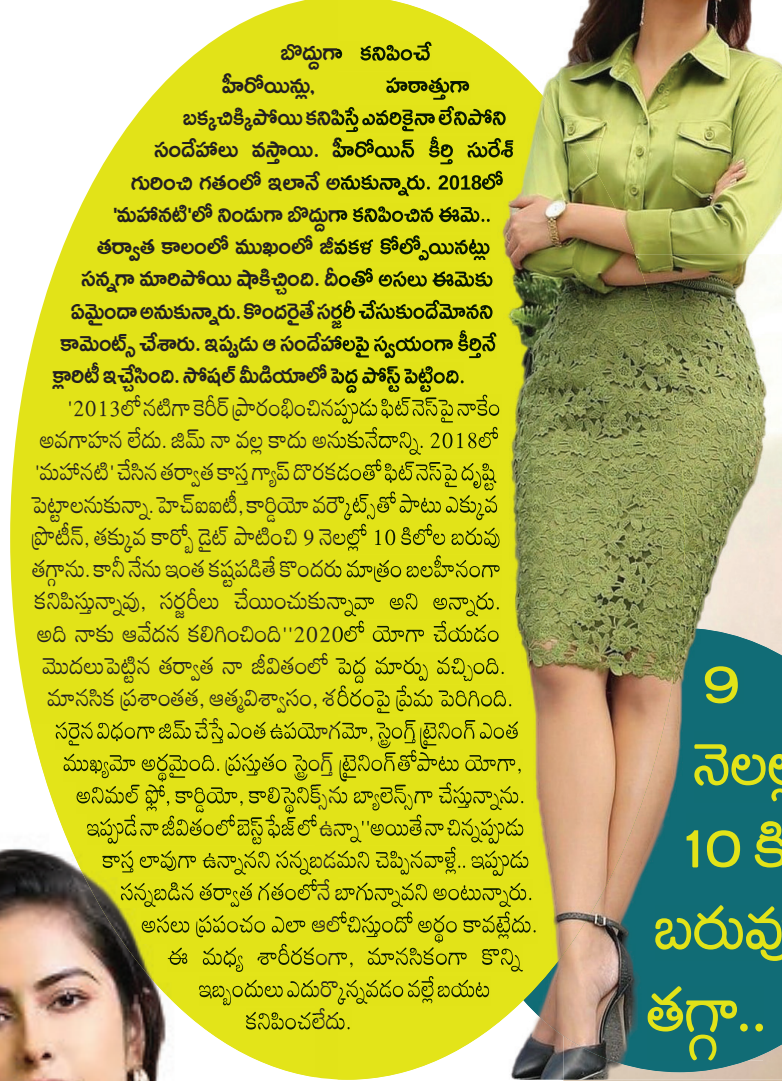 బొద్దుగా కనిపించే
హీరోయిన్లు, హఠాత్తుగా
బక్కచిక్కిపోయి కనిపిస్తే ఎవరికైనా లేనిపోని
సందేహాలు వస్తాయి. హీరోయిన్ కీర్తి సురేశ్
గురించి గతంలో ఇలానే అనుకున్నారు. 2018లో
'మహానటి'లో నిండుగా బొద్దుగా కనిపించిన ఈమె..
తర్వాత కాలంలో ముఖంలో జీవకళ కోల్పోయినట్లు
సన్నగా మారిపోయి షాకిచ్చింది. దీంతో అసలు ఈమెకు
ఏమైందా అనుకున్నారు. కొందరైతే సర్జరీ చేసుకుందేమోనని
కామెంట్స్ చేశారు. ఇప్పుడు ఆ సందేహాలపై స్వయంగా కీర్తినే
క్లారిటీ ఇచ్చేసింది. సోషల్ మీడియాలో పెద్ద పోస్ట్ పెట్టింది.
'2013లో నటిగా కెరీర్ ప్రారంభించినప్పుడు ఫిట్‌నెస్‌పై నాకేం
అవగాహన లేదు. జిమ్ నా వల్ల కాదు అనుకునేదాన్ని. 2018లో
'మహానటి' చేసిన తర్వాత కాస్త గ్యాప్ దొరకడంతో ఫిట్‌నెస్‌పై దృష్టి
పెట్టాలనుకున్నా. హెచ్ఐఐటీ, కార్డియో వర్కౌట్స్‌తో పాటు ఎక్కువ
ప్రొటీన్, తక్కువ కార్బో డైట్ పాటించి 9 నెలల్లో 10 కిలోల బరువు
తగ్గాను. కానీ నేను ఇంత కష్టపడితే కొందరు మాత్రం బలహీనంగా
కనిపిస్తున్నావు, సర్జరీలు చేయించుకున్నావా అని అన్నారు.
అది నాకు ఆవేదన కలిగించింది''2020లో యోగా చేయడం
మొదలుపెట్టిన తర్వాత నా జీవితంలో పెద్ద మార్పు వచ్చింది.
మానసిక ప్రశాంతత, ఆత్మవిశ్వాసం, శరీరంపై ప్రేమ పెరిగింది.
సరైన విధంగా జిమ్ చేస్తే ఎంత ఉపయోగమో, స్ట్రెంగ్త్ ట్రైనింగ్ ఎంత
ముఖ్యమో అర్థమైంది. ప్రస్తుతం స్ట్రెంగ్త్ ట్రైనింగ్‌తోపాటు యోగా,
అనిమల్ ఫ్లో, కార్డియో, కాలిస్థెనిక్స్‌ను బ్యాలెన్స్‌గా చేస్తున్నాను.
ఇప్పుడే నా జీవితంలో బెస్ట్ ఫేజ్‌లో ఉన్నా''అయితే నా చిన్నప్పుడు
కాస్త లావుగా ఉన్నానని సన్నబడమని చెప్పినవాళ్లే.. ఇప్పుడు
సన్నబడిన తర్వాత గతంలోనే బాగున్నావని అంటున్నారు.
అసలు ప్రపంచం ఎలా ఆలోచిస్తుందో అర్థం కావట్లేదు.
ఈ మధ్య శారీరకంగా, మానసికంగా కొన్ని
ఇబ్బందులు ఎదుర్కొన్నవడం వల్లే బయట
కనిపించలేదు.
9
నెలల్ల
10 కి
బరువు
తగ్గా..